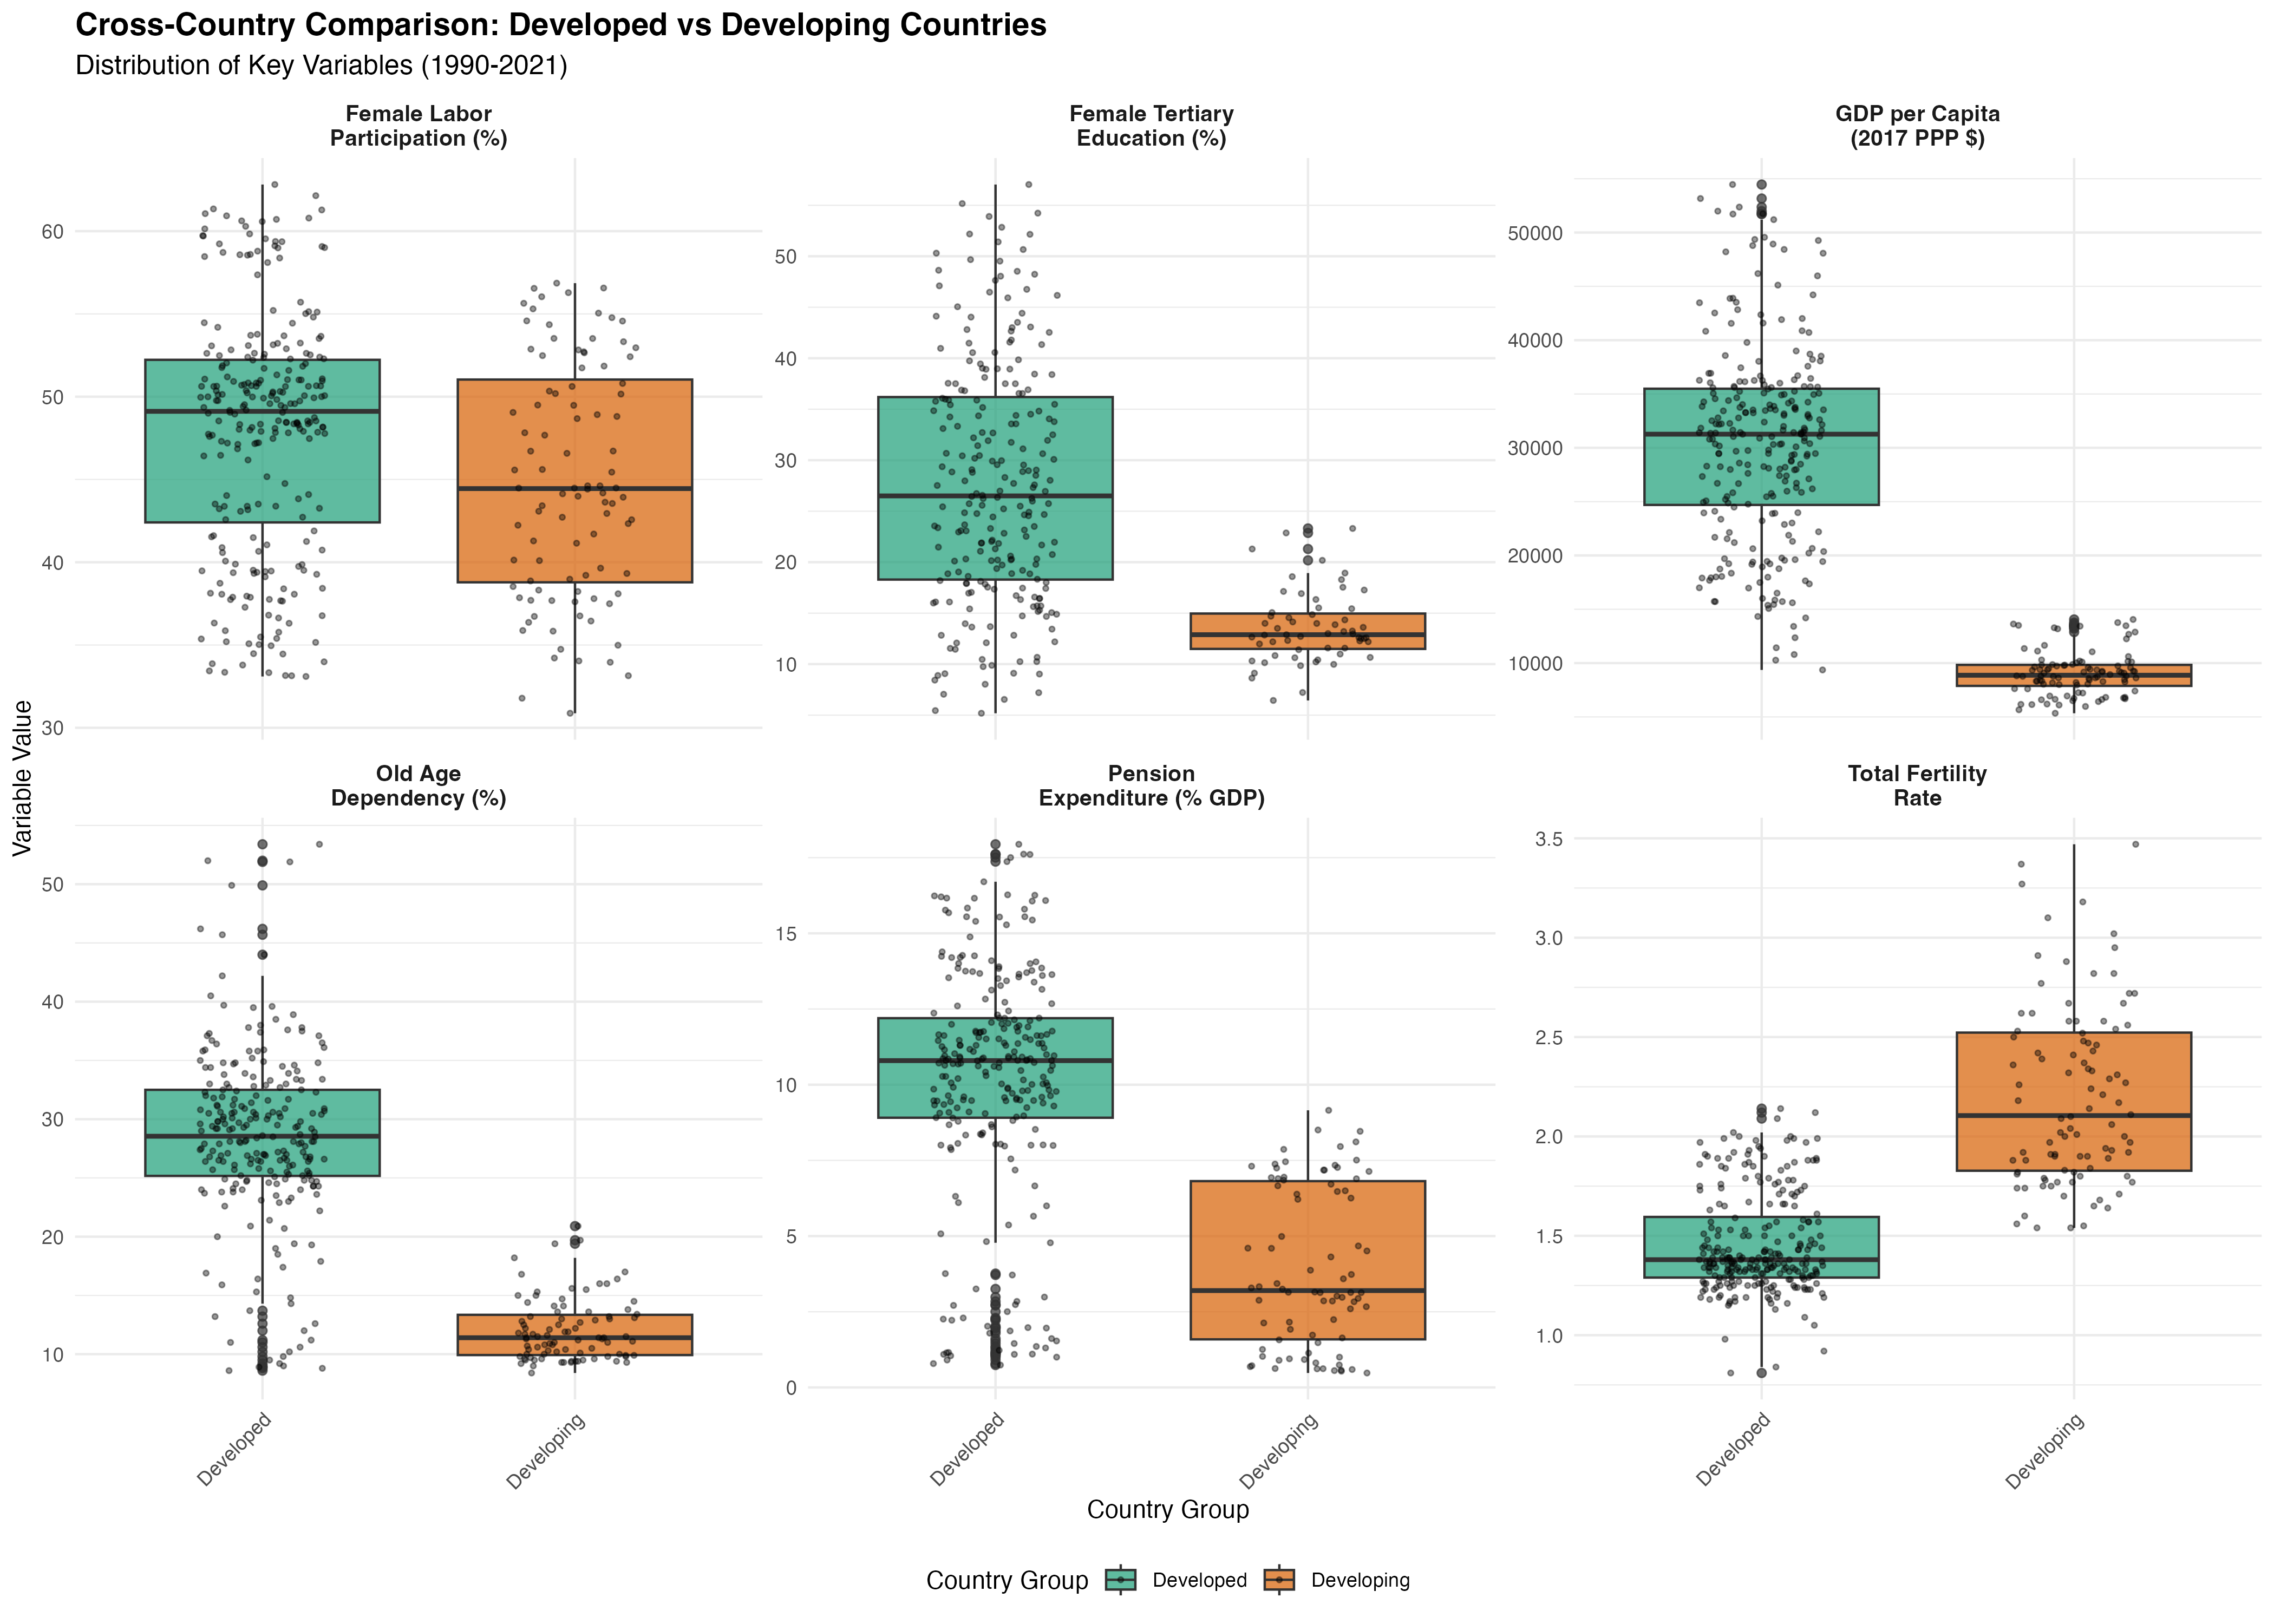 Cross-Country Comparison: Developed vs Developing Countries
Distribution of Key Variables (1990-2021)
Female Labor
Participation (%)
60
50
40
30
Female Tertiary
Education (%)
50
40
30
20
10
GDP per Capita
(2017 PPP $)
50000
40000
30000
20000
10000
Variable Value
Old Age
Dependency (%)
50
40
30
20
10
Developed
Developing
Pension
Expenditure (% GDP)
15
10
5
0
Developed
Developing
Total Fertility
Rate
3.5
3.0
2.5
2.0
1.5
1.0
Developed
Developing
Country Group
Country Group
Developed
Developing